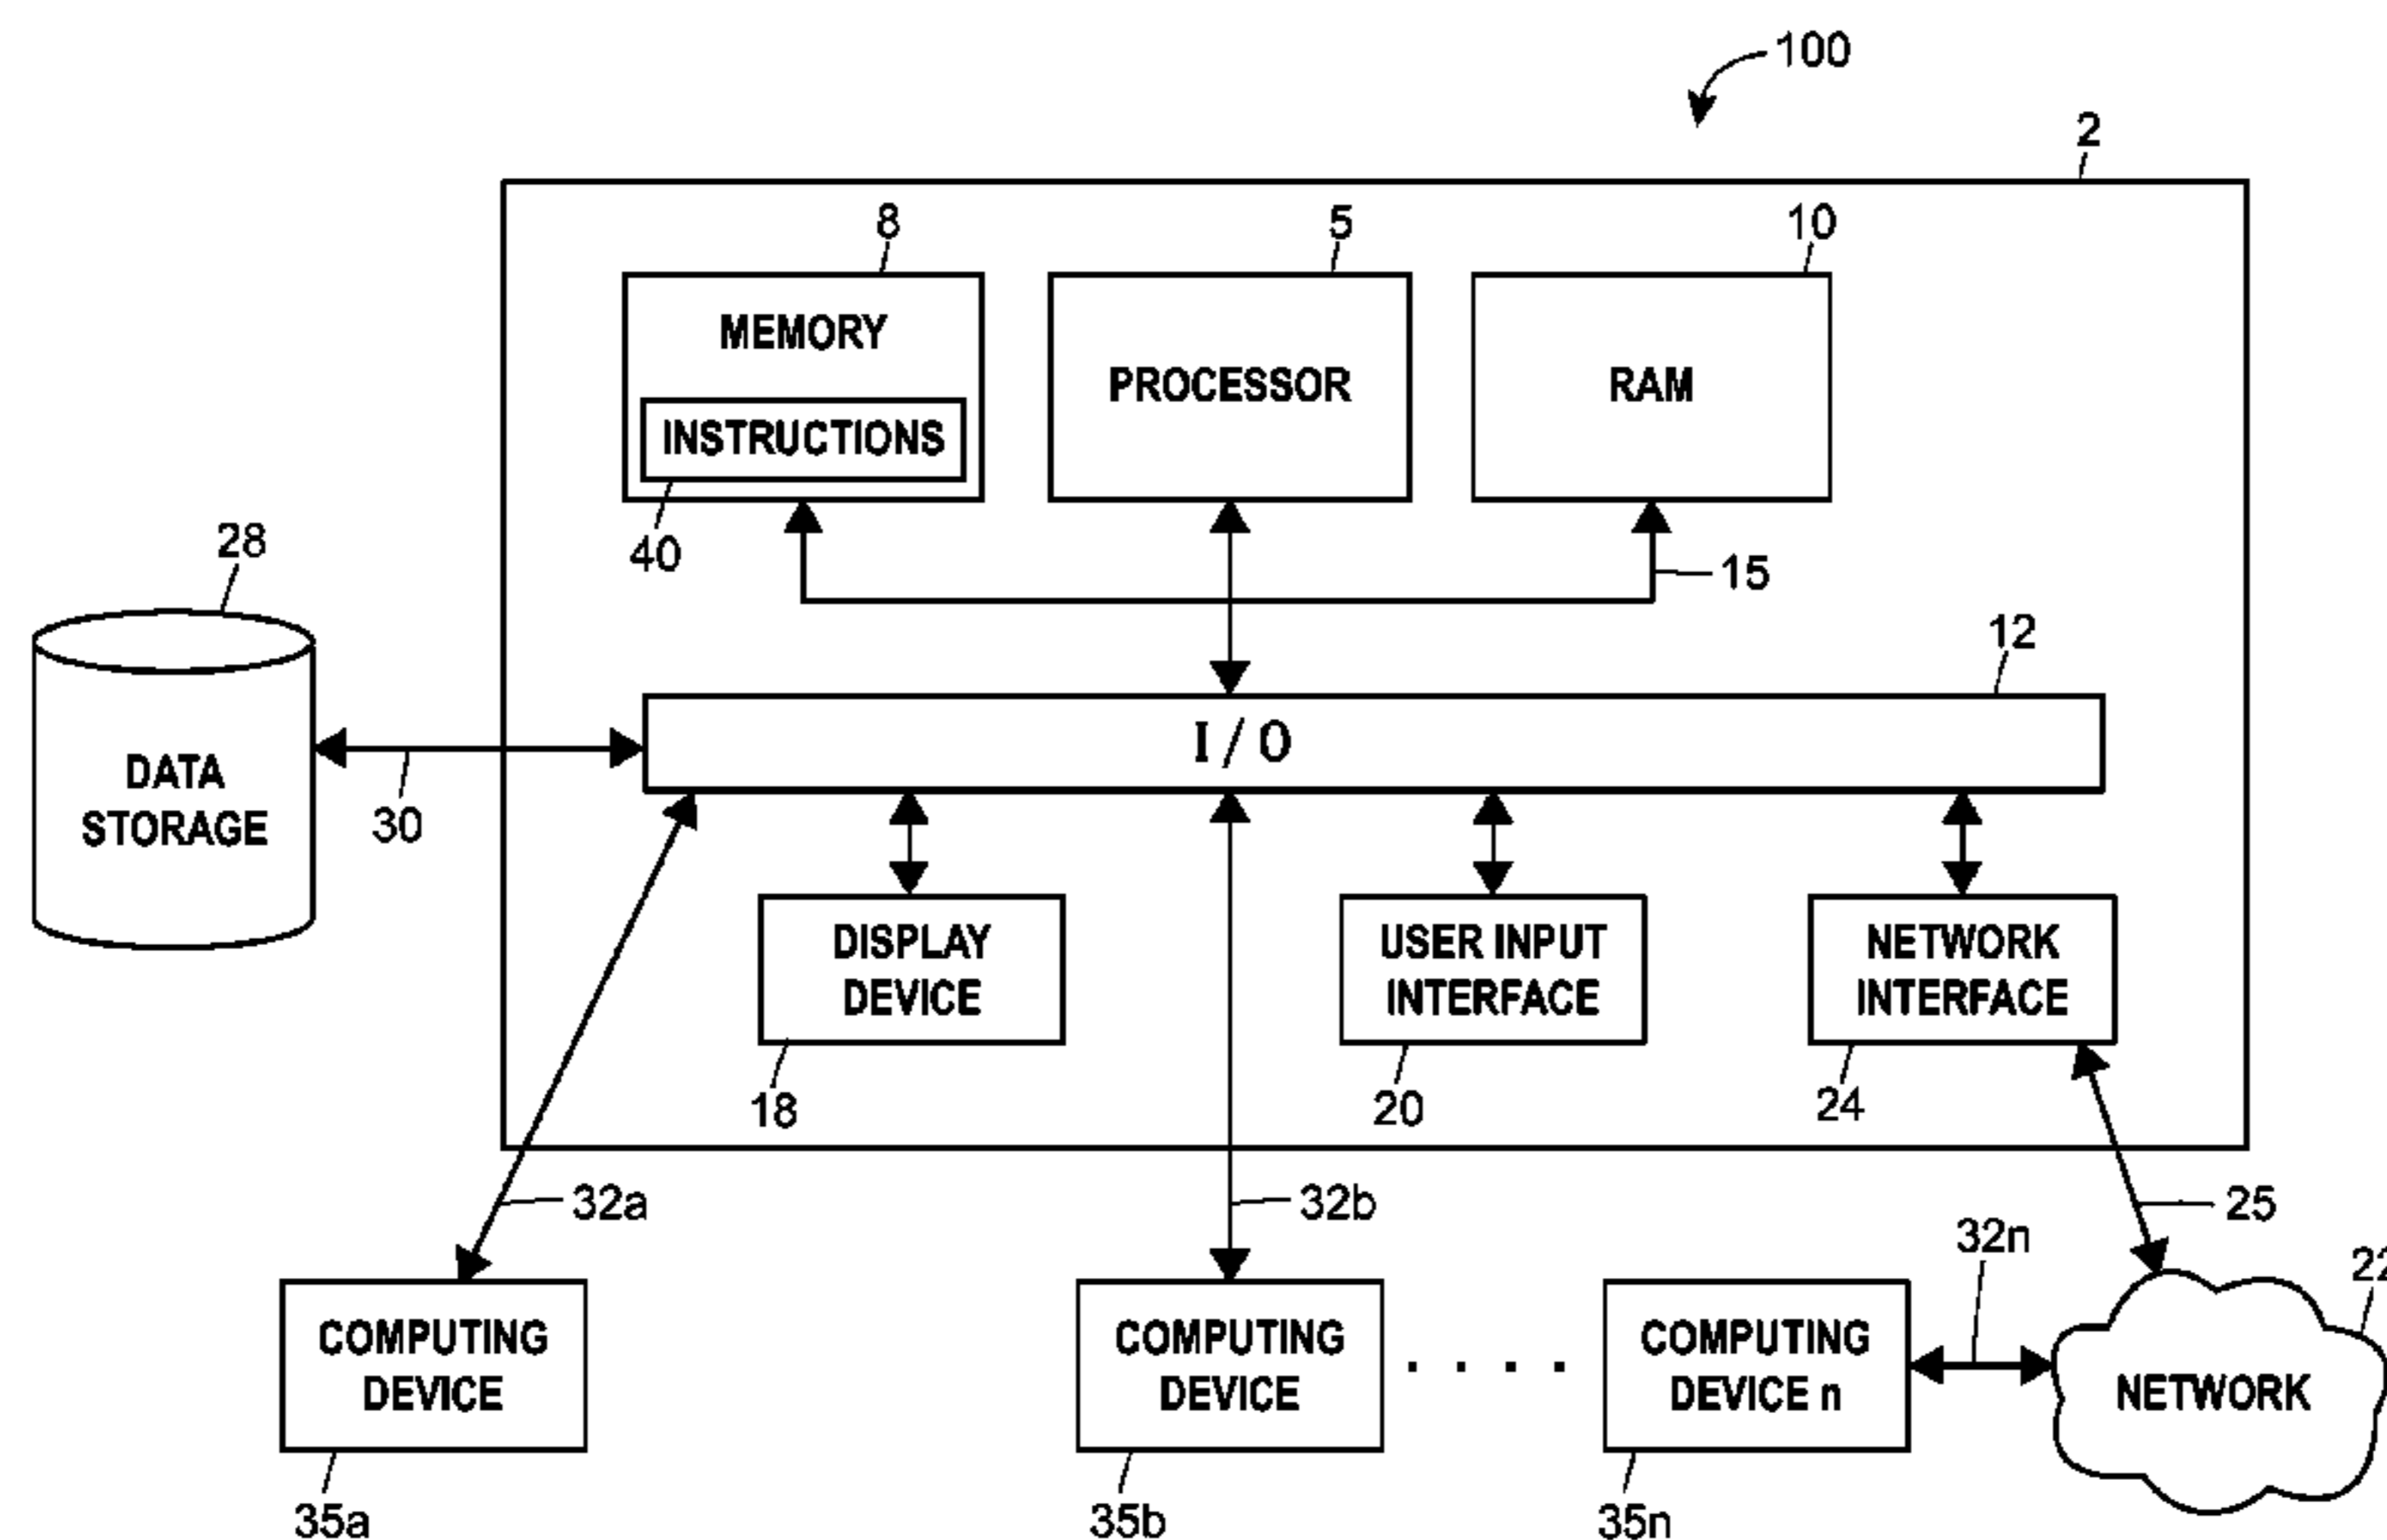 100
2
8
5
10
MEMORY
PROCESSOR
RAM
INSTRUCTIONS
40
15
28
12
I/O
DATA
STORAGE
30
DISPLAY
DEVICE
USER INPUT
INTERFACE
NETWORK
INTERFACE
18
20
24
32a
32b
25
32n
22
COMPUTING
DEVICE
COMPUTING
DEVICE
. . . .
COMPUTING
DEVICE n
NETWORK
35a
35b
35n